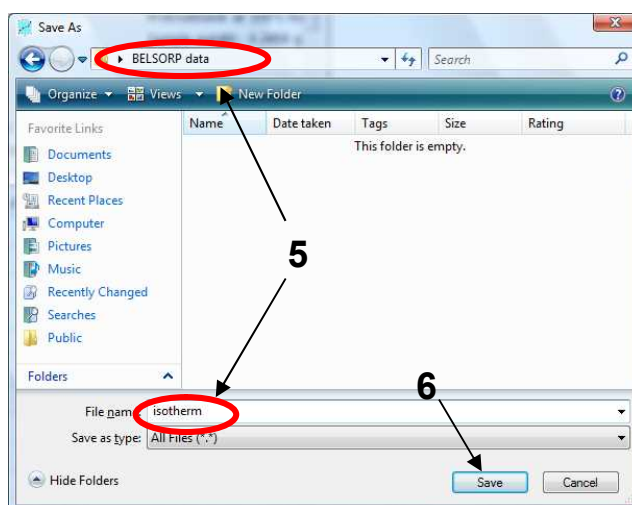 Save As
BELSORP data
Search
Organize Views New Folder
Favorite Links
Name Date taken Tags Size Rating
This folder is empty.
Documents
Desktop
Recent Places
Computer
Pictures
Music
Recently Changed
Searches
Public
5
Folders
6
File name: isotherm
Save as type: All Files (*.*)
Hide Folders
Save Cancel